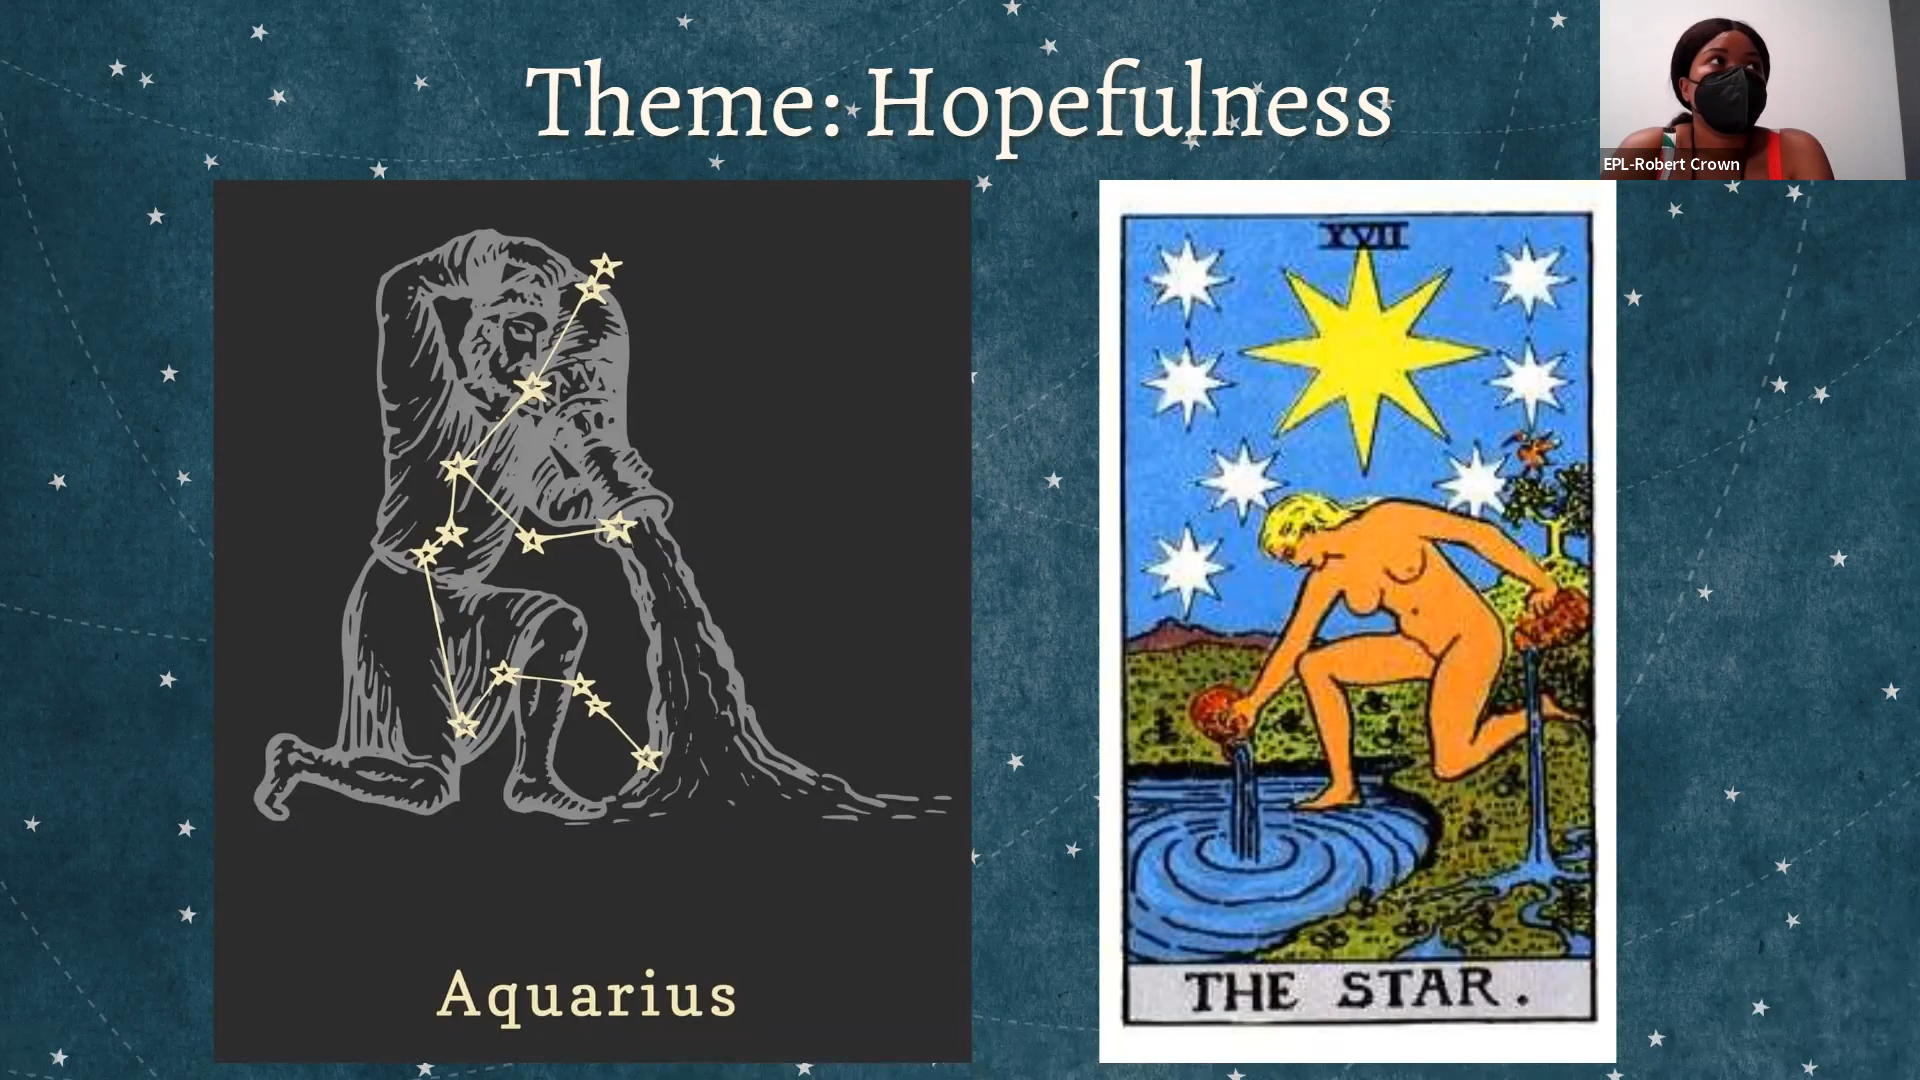 Theme: Hopefulness
EPL-Robert Crown
XVII
Aquarius
THE STAR.